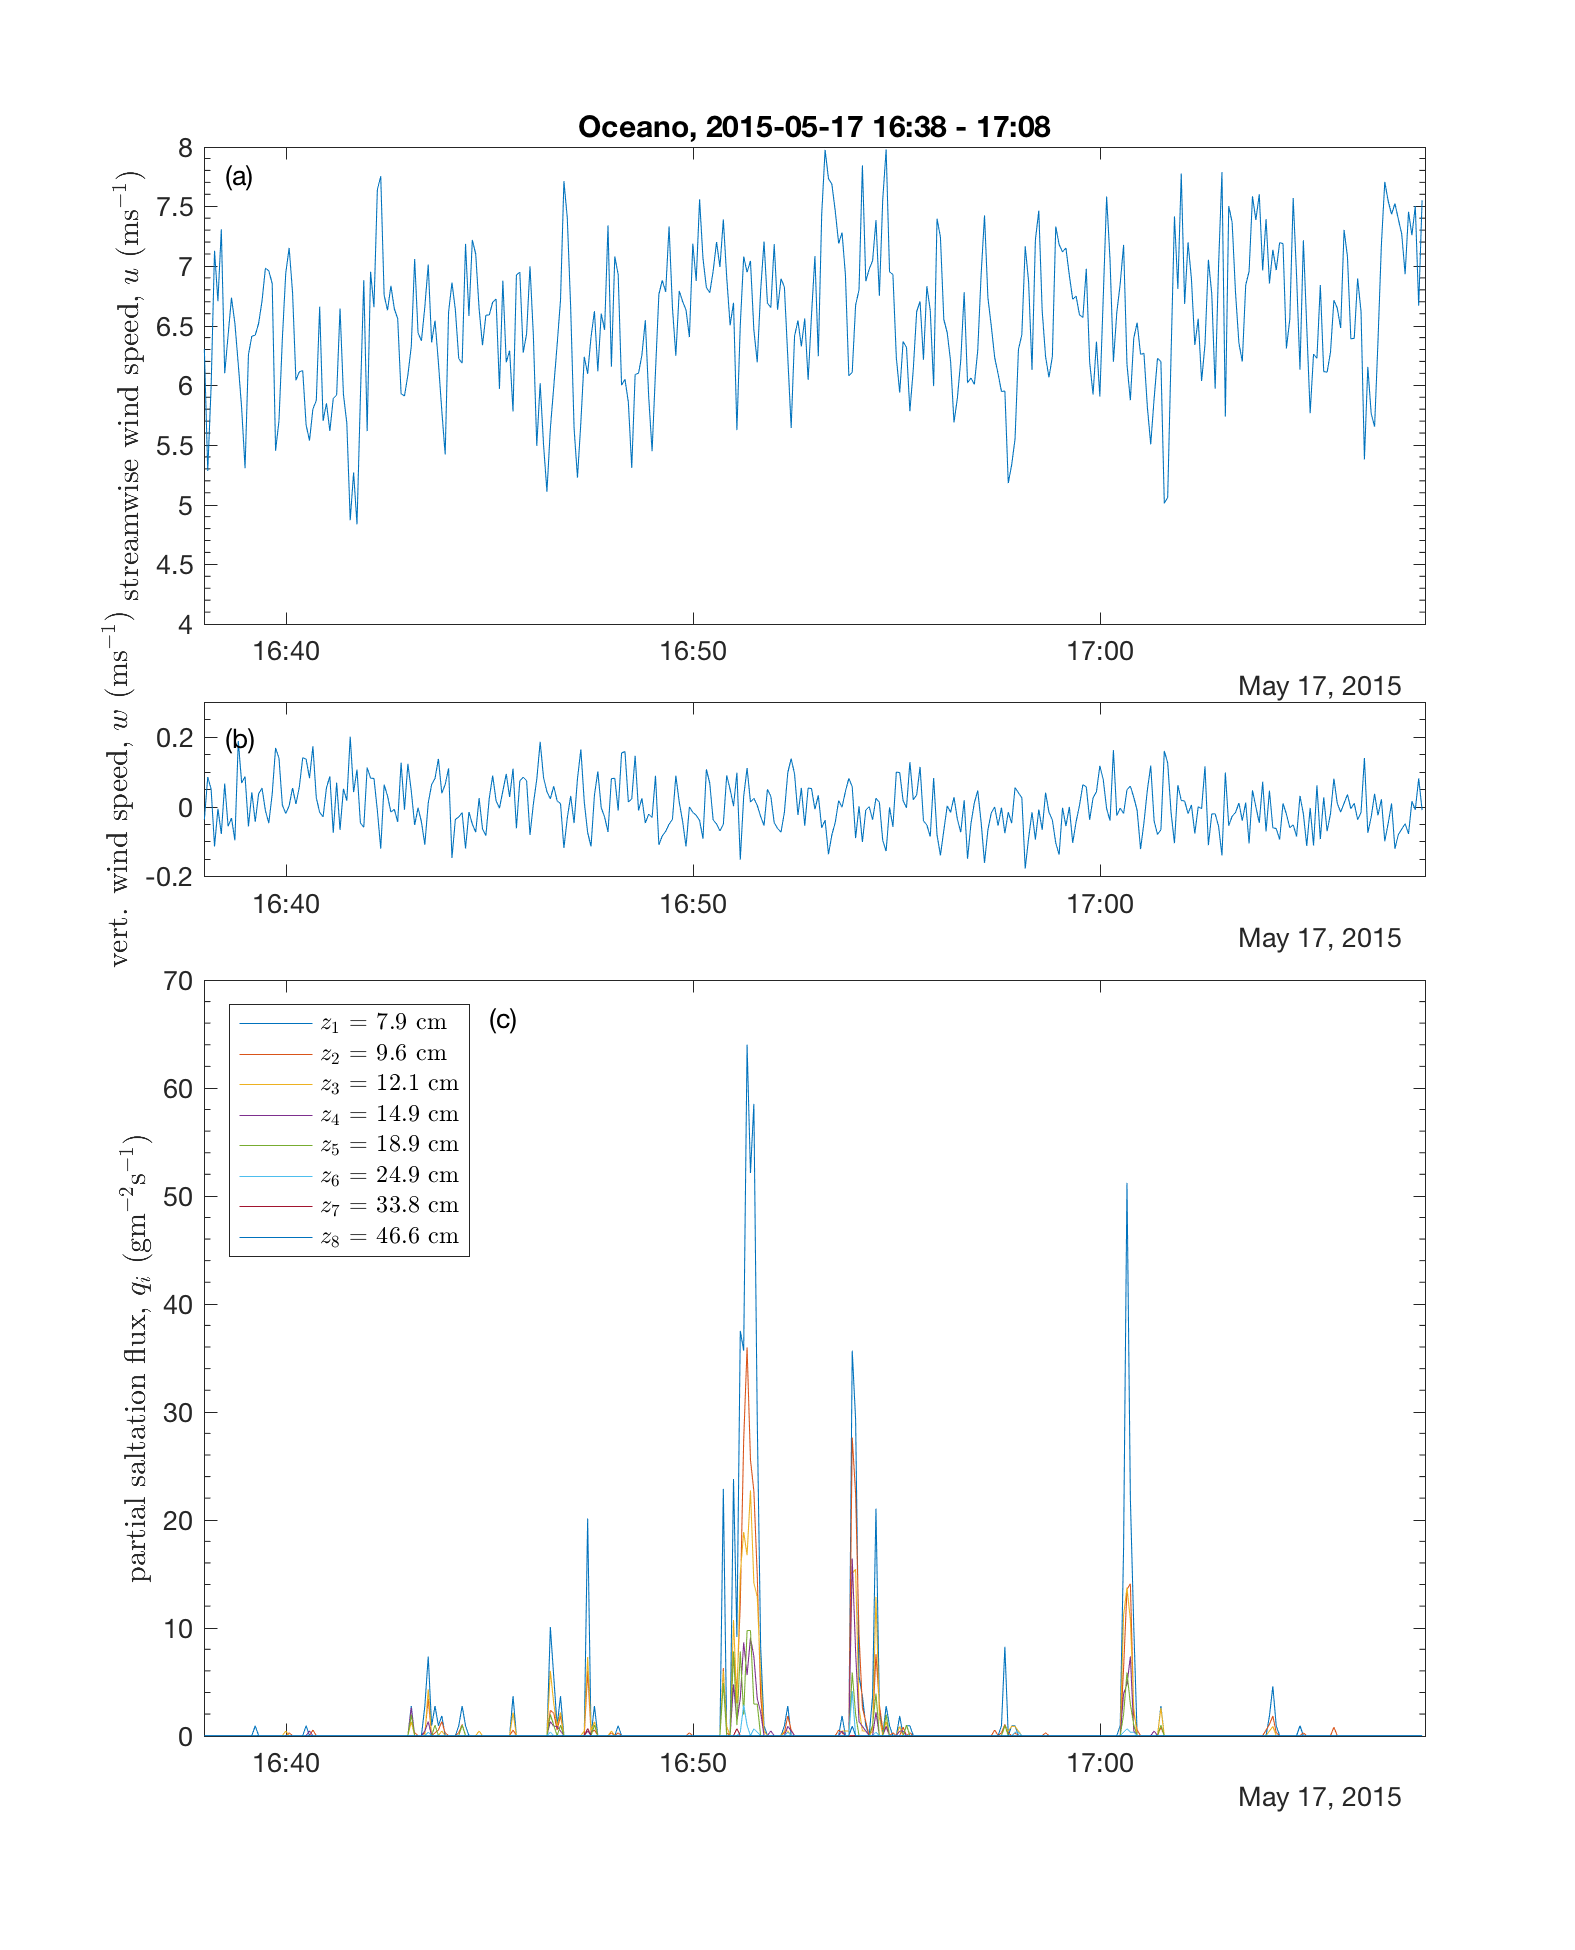 Oceano, 2015-05-17 16:38 - 17:08
(a)
streamwise wind speed, u (ms⁻¹)
8
7.5
7
6.5
6
5.5
5
4.5
4
16:40 16:50 17:00
May 17, 2015
(b)
vert. wind speed, w (ms⁻¹)
0.2
0
-0.2
16:40 16:50 17:00
May 17, 2015
(c)
partial saltation flux, qᵢ (gm⁻²s⁻¹)
70
60
50
40
30
20
10
0
z₁ = 7.9 cm
z₂ = 9.6 cm
z₃ = 12.1 cm
z₄ = 14.9 cm
z₅ = 18.9 cm
z₆ = 24.9 cm
z₇ = 33.8 cm
z₈ = 46.6 cm
16:40 16:50 17:00
May 17, 2015